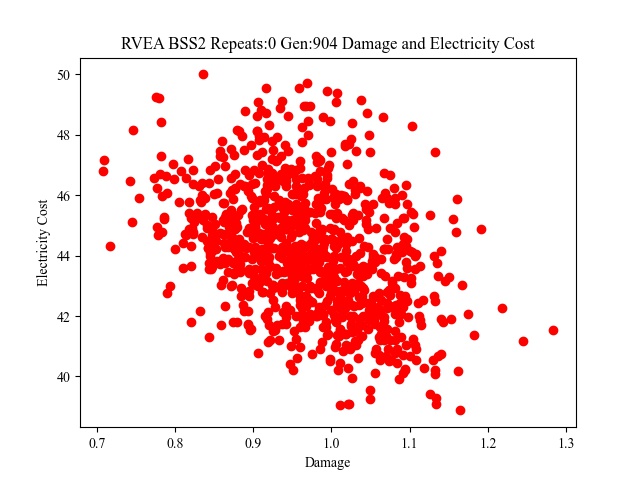 RVEA BSS2 Repeats:0 Gen:904 Damage and Electricity Cost
50
48
46
44
42
40
Electricity Cost
0.7 0.8 0.9 1.0 1.1 1.2 1.3
Damage